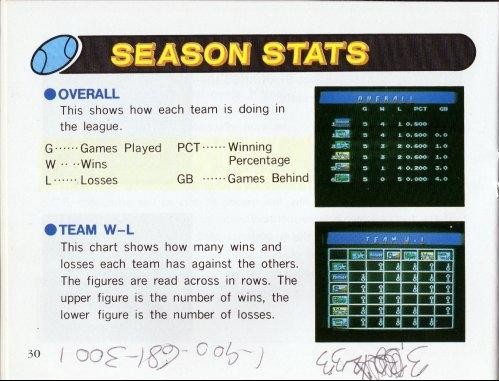 SEASON STATS
●OVERALL
This shows how each team is doing in
the league.
G······Games Played PCT······Winning
Percentage
W ·· ··Wins
L······Losses GB ······Games Behind
OVERALL
G W L PCT GB
5 4 1 0.800
5 4 1 0.800 0.0
5 3 2 0.600 1.0
5 3 2 0.600 1.0
5 1 4 0.200 3.0
5 0 5 0.000 4.0
●TEAM W–L
This chart shows how many wins and
losses each team has against the others.
The figures are read across in rows. The
upper figure is the number of wins, the
lower figure is the number of losses.
TEAM W-L
30
1-900-681-3001